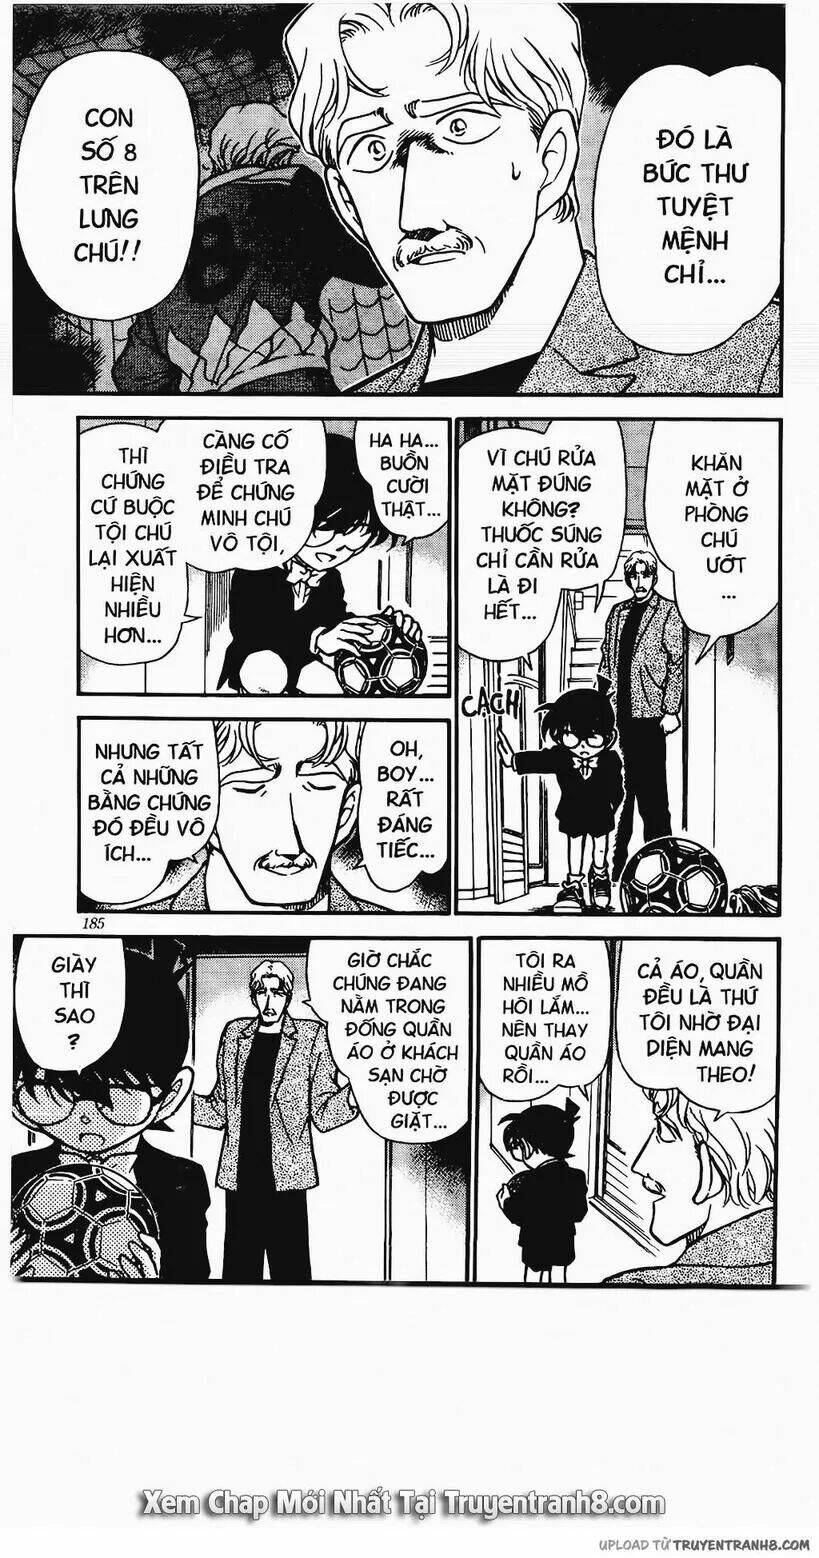 ĐÓ LÀ
BỨC THƯ
TUYỆT
MỆNH
CHỈ...
CON
SỐ 8
TRÊN
LƯNG
CHÚ!!
8
KHĂN
MẶT Ở
PHÒNG
CHÚ
ƯỚT
...
VÌ CHÚ RỬA
MẶT ĐÚNG
KHÔNG?
THUỐC SÚNG
CHỈ CẦN RỬA
LÀ ĐI
HẾT...
CẠCH
HA HA...
BUỒN
CƯỜI
THẬT...
CÀNG CỐ
ĐIỀU TRA
ĐỂ CHỨNG
MINH CHÚ
VÔ TỘI,
THÌ
CHỨNG
CỨ BUỘC
TỘI CHÚ
LẠI XUẤT
HIỆN
NHIỀU
HƠN...
OH,
BOY...
RẤT
ĐÁNG
TIẾC...
NHƯNG TẤT
CẢ NHỮNG
BẰNG CHỨNG
ĐÓ ĐỀU VÔ
ÍCH...
185
CẢ ÁO, QUẦN
ĐỀU LÀ THỨ
TÔI NHỜ ĐẠI
DIỆN MANG
THEO!
TÔI RA
NHIỀU MỒ
HÔI LẮM...
NÊN THAY
QUẦN ÁO
RỒI...
GIỜ CHẮC
CHÚNG ĐANG
NẰM TRONG
ĐỐNG QUẦN
ÁO Ở KHÁCH
SẠN CHỜ
ĐƯỢC
GIẶT...
GIÀY
THÌ
SAO
?
Xem Chap Mới Nhất Tại Truyentranh8.com
UPLOAD TỪ TRUYENTRANH8.COM